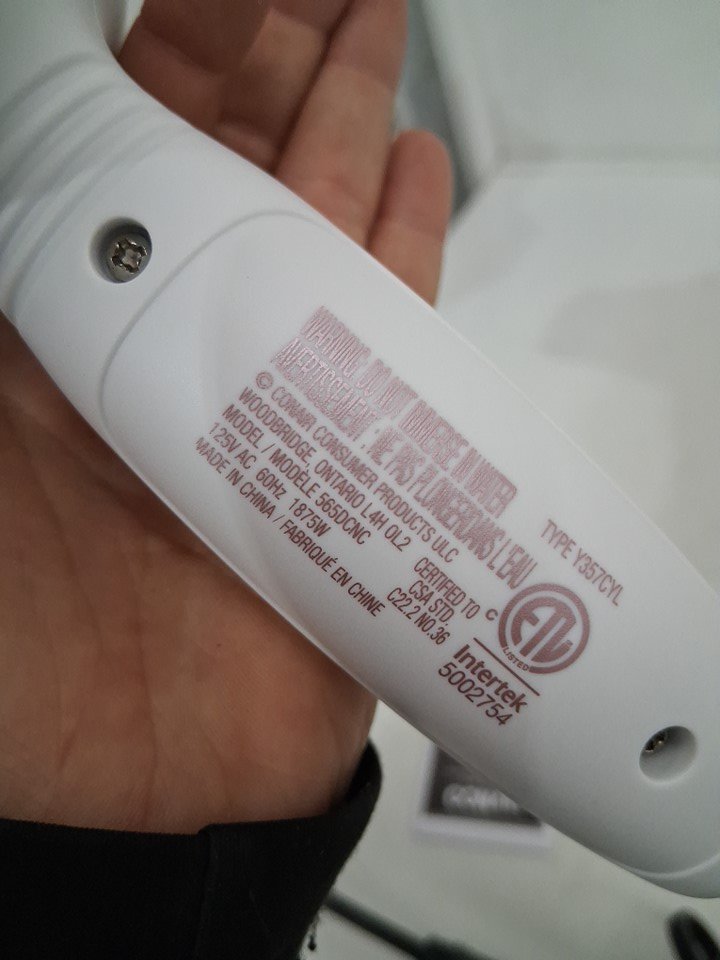 WARNING: DO NOT IMMERSE IN WATER
AVERTISSEMENT : NE PAS PLONGER DANS L'EAU
© CONAIR CONSUMER PRODUCTS ULC
WOODBRIDGE, ONTARIO L4H 0L2
MODEL / MODÈLE 565DCNC
125V AC 60Hz 1875W
MADE IN CHINA / FABRIQUÉ EN CHINE
TYPE Y357CYL
CERTIFIED TO
CSA STD.
C22.2 NO.36
C
ETL
LISTED
Intertek
5002754